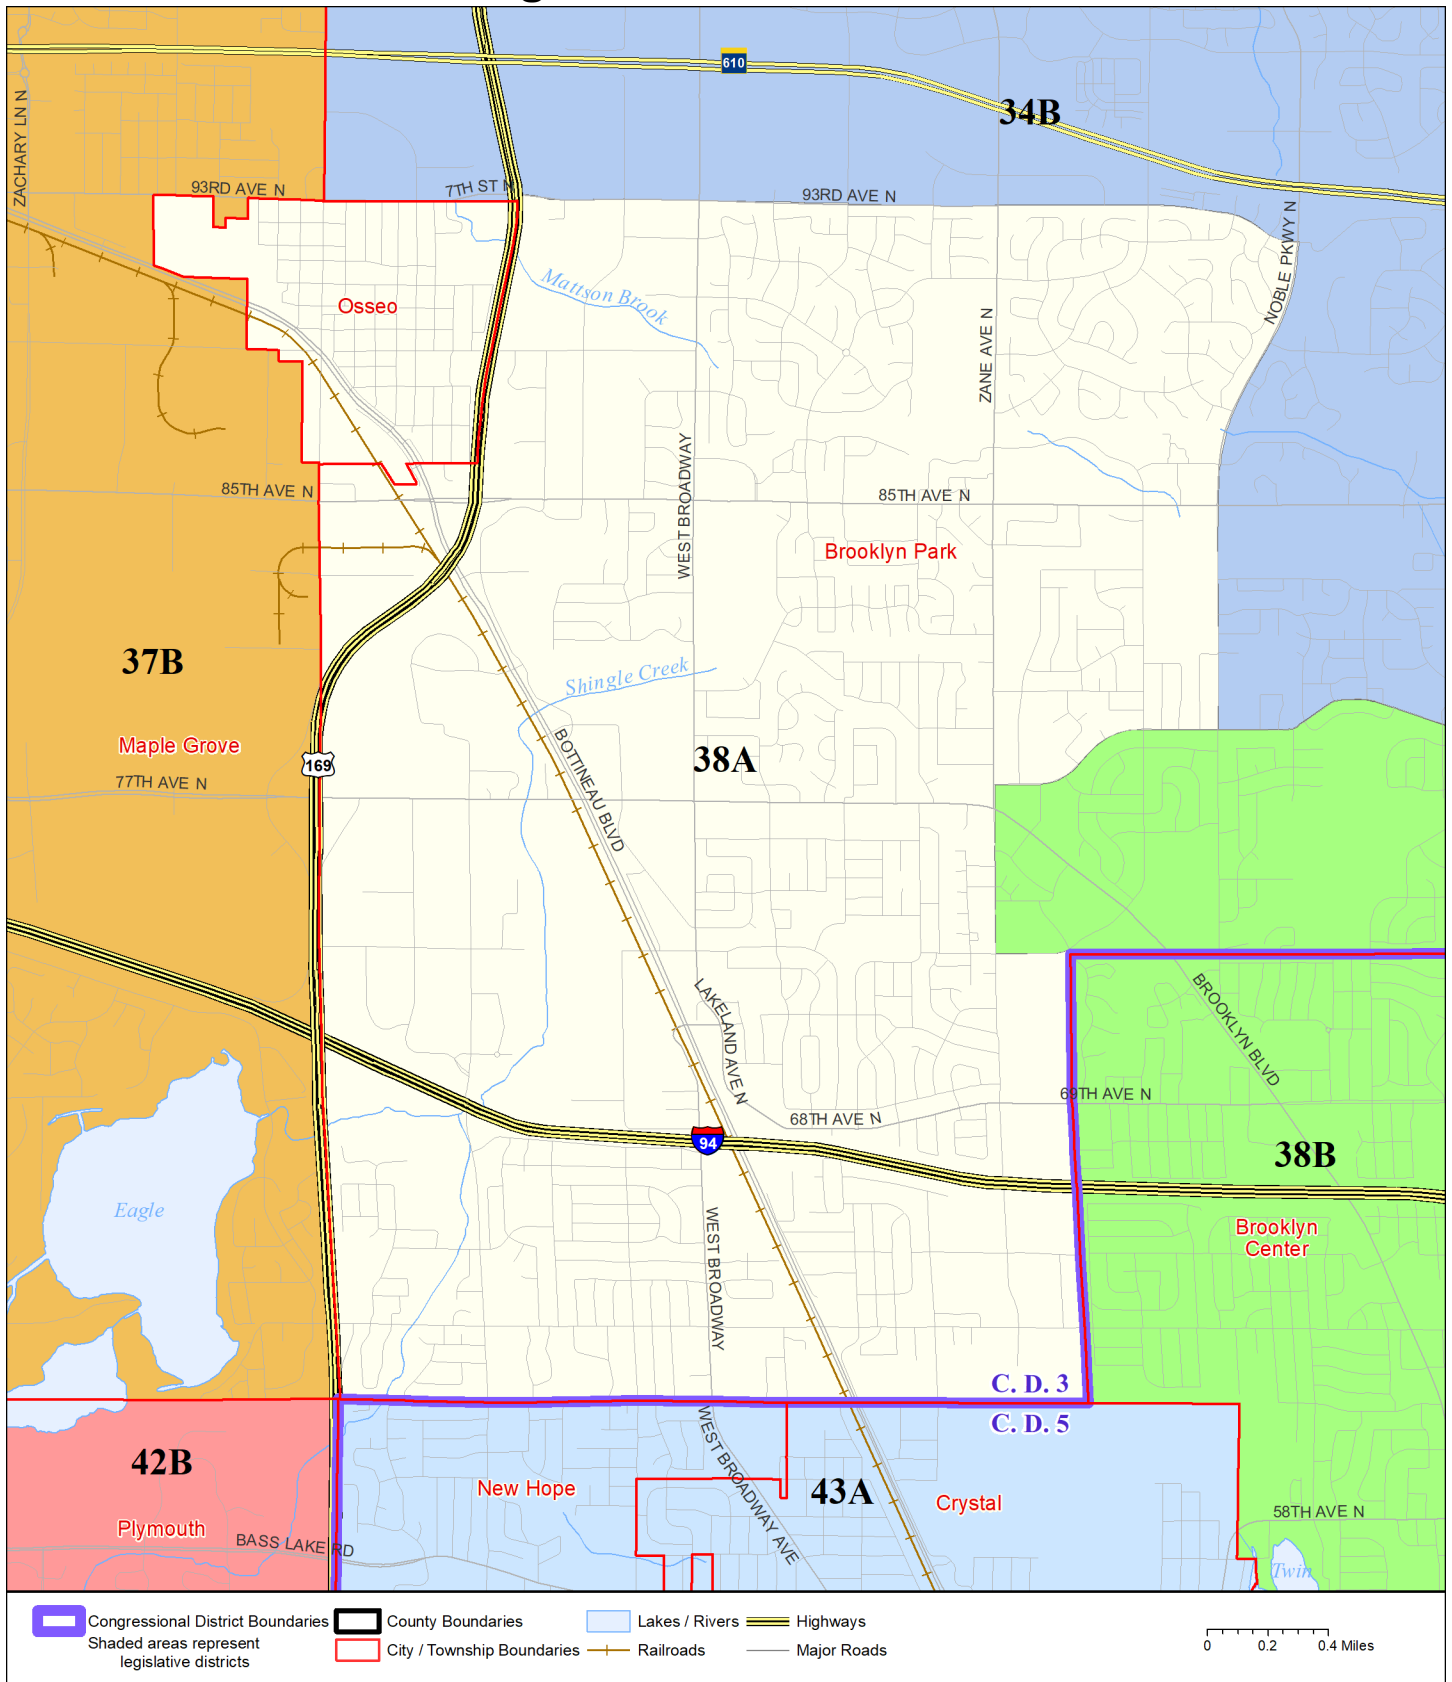 610
34B
ZACHARY LN N
93RD AVE N
7TH ST N
93RD AVE N
NOBLE PKWY N
Mattson Brook
Osseo
ZANE AVE N
WEST BROADWAY
85TH AVE N
85TH AVE N
Brooklyn Park
37B
Shingle Creek
Maple Grove
38A
169
77TH AVE N
BOTTINEAU BLVD
LAKELAND AVE N
BROOKLYN BLVD
69TH AVE N
68TH AVE N
94
38B
Eagle
WEST BROADWAY
Brooklyn
Center
C. D. 3
C. D. 5
42B
WEST BROADWAY AVE
New Hope
43A
Crystal
58TH AVE N
Plymouth
BASS LAKE RD
Twin
Congressional District Boundaries
County Boundaries
Lakes / Rivers
Highways
Shaded areas represent
legislative districts
City / Township Boundaries
Railroads
Major Roads
0 0.2 0.4 Miles